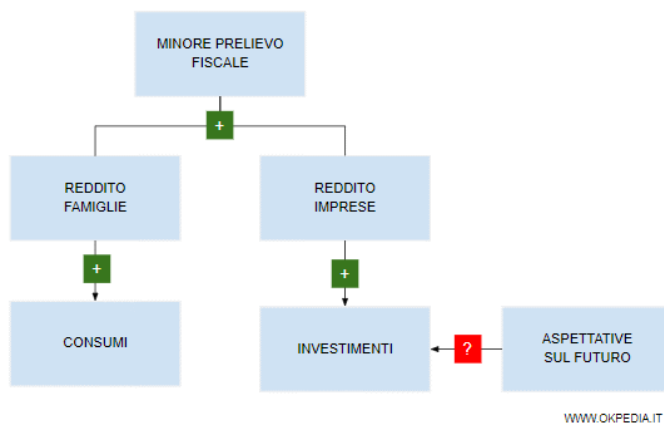 MINORE PRELIEVO
FISCALE
+
REDDITO
FAMIGLIE
REDDITO
IMPRESE
+
+
CONSUMI
INVESTIMENTI
?
ASPETTATIVE
SUL FUTURO
WWW.OKPEDIA.IT